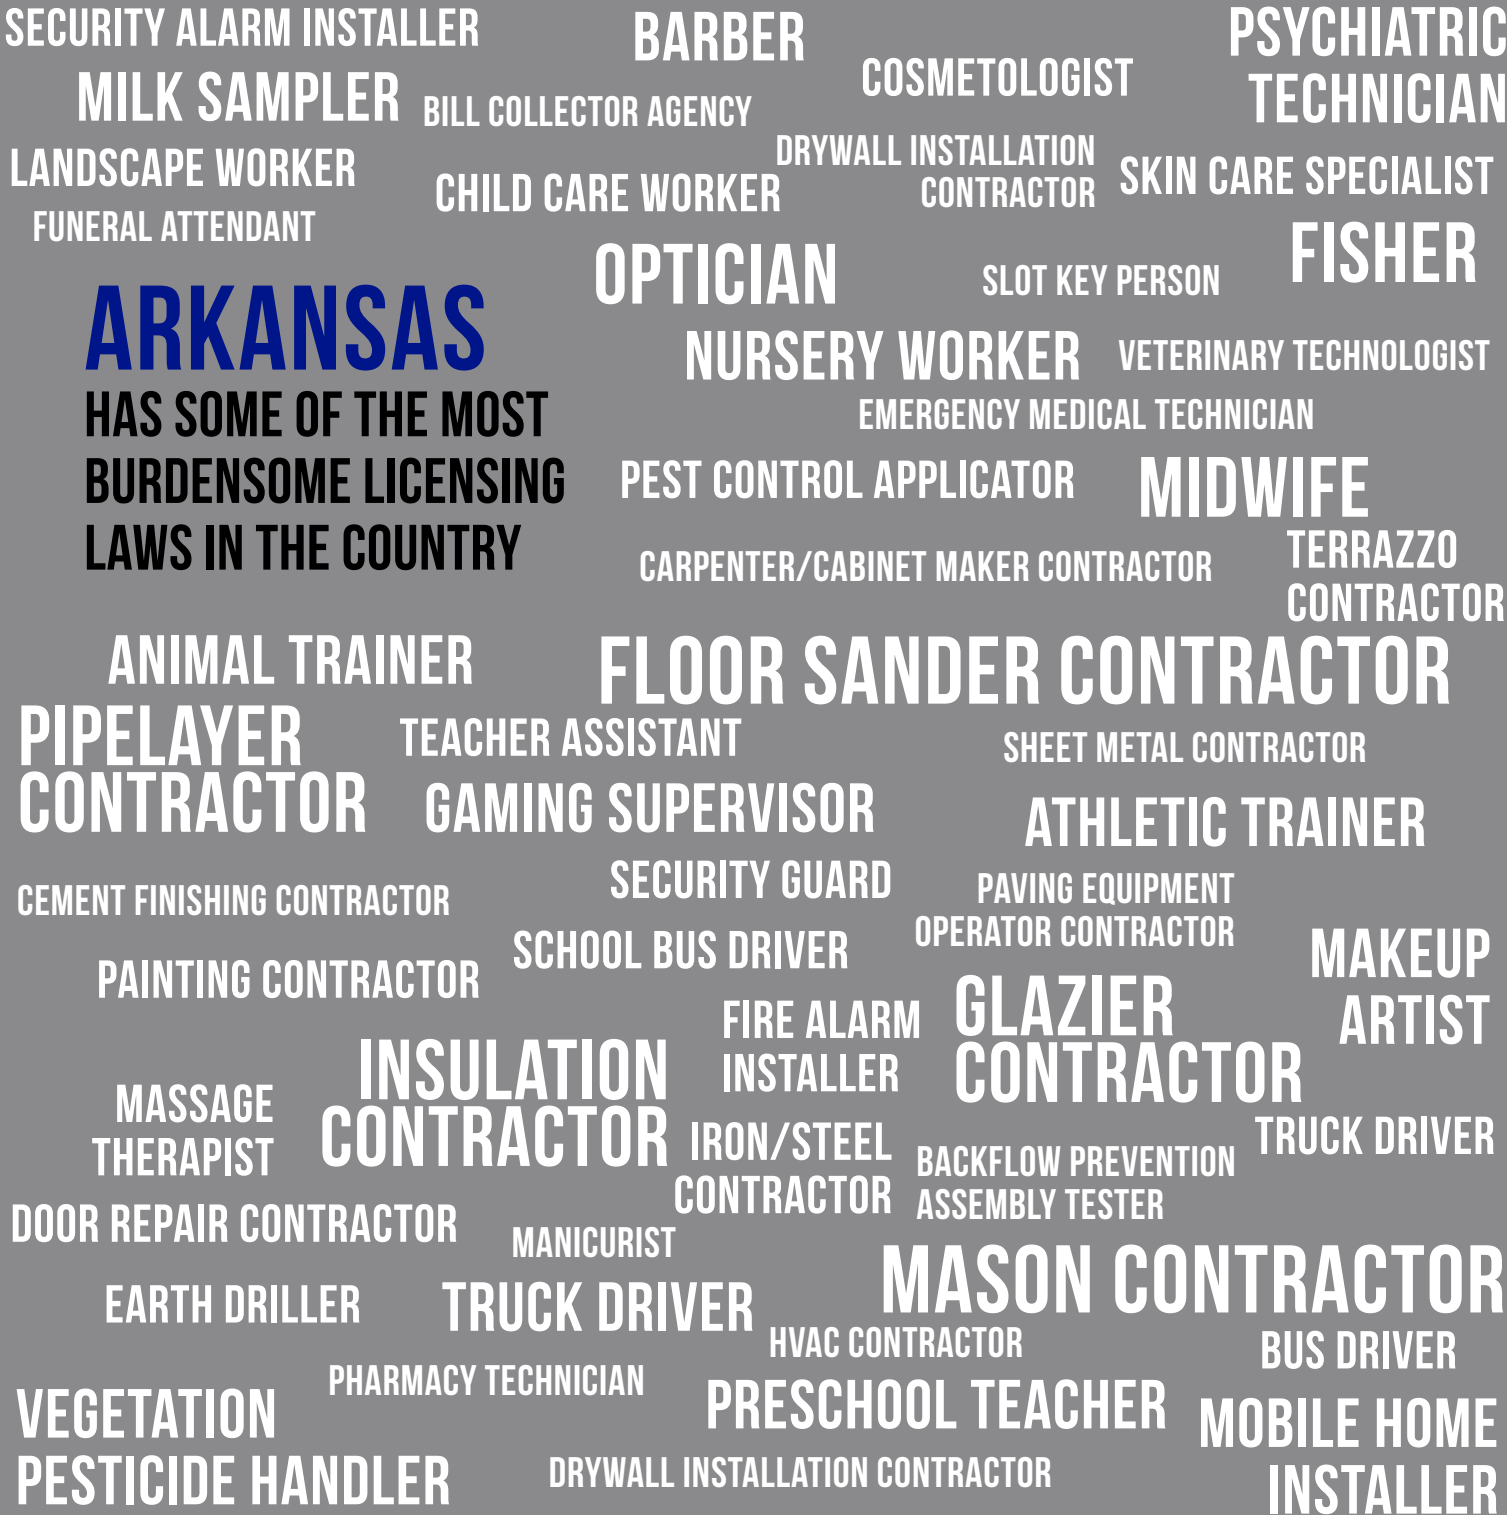 SECURITY ALARM INSTALLER
BARBER
PSYCHIATRIC
TECHNICIAN
COSMETOLOGIST
MILK SAMPLER
BILL COLLECTOR AGENCY
DRYWALL INSTALLATION
CONTRACTOR
LANDSCAPE WORKER
CHILD CARE WORKER
SKIN CARE SPECIALIST
FUNERAL ATTENDANT
FISHER
OPTICIAN
SLOT KEY PERSON
ARKANSAS
HAS SOME OF THE MOST
BURDENSOME LICENSING
LAWS IN THE COUNTRY
NURSERY WORKER
VETERINARY TECHNOLOGIST
EMERGENCY MEDICAL TECHNICIAN
PEST CONTROL APPLICATOR
MIDWIFE
CARPENTER/CABINET MAKER CONTRACTOR
TERRAZZO
CONTRACTOR
ANIMAL TRAINER
FLOOR SANDER CONTRACTOR
PIPELAYER
CONTRACTOR
TEACHER ASSISTANT
SHEET METAL CONTRACTOR
GAMING SUPERVISOR
ATHLETIC TRAINER
SECURITY GUARD
CEMENT FINISHING CONTRACTOR
PAVING EQUIPMENT
OPERATOR CONTRACTOR
SCHOOL BUS DRIVER
MAKEUP
ARTIST
PAINTING CONTRACTOR
FIRE ALARM
INSTALLER
GLAZIER
CONTRACTOR
INSULATION
CONTRACTOR
MASSAGE
THERAPIST
IRON/STEEL
CONTRACTOR
TRUCK DRIVER
BACKFLOW PREVENTION
ASSEMBLY TESTER
DOOR REPAIR CONTRACTOR
MANICURIST
MASON CONTRACTOR
EARTH DRILLER
TRUCK DRIVER
HVAC CONTRACTOR
BUS DRIVER
PHARMACY TECHNICIAN
PRESCHOOL TEACHER
VEGETATION
PESTICIDE HANDLER
MOBILE HOME
INSTALLER
DRYWALL INSTALLATION CONTRACTOR